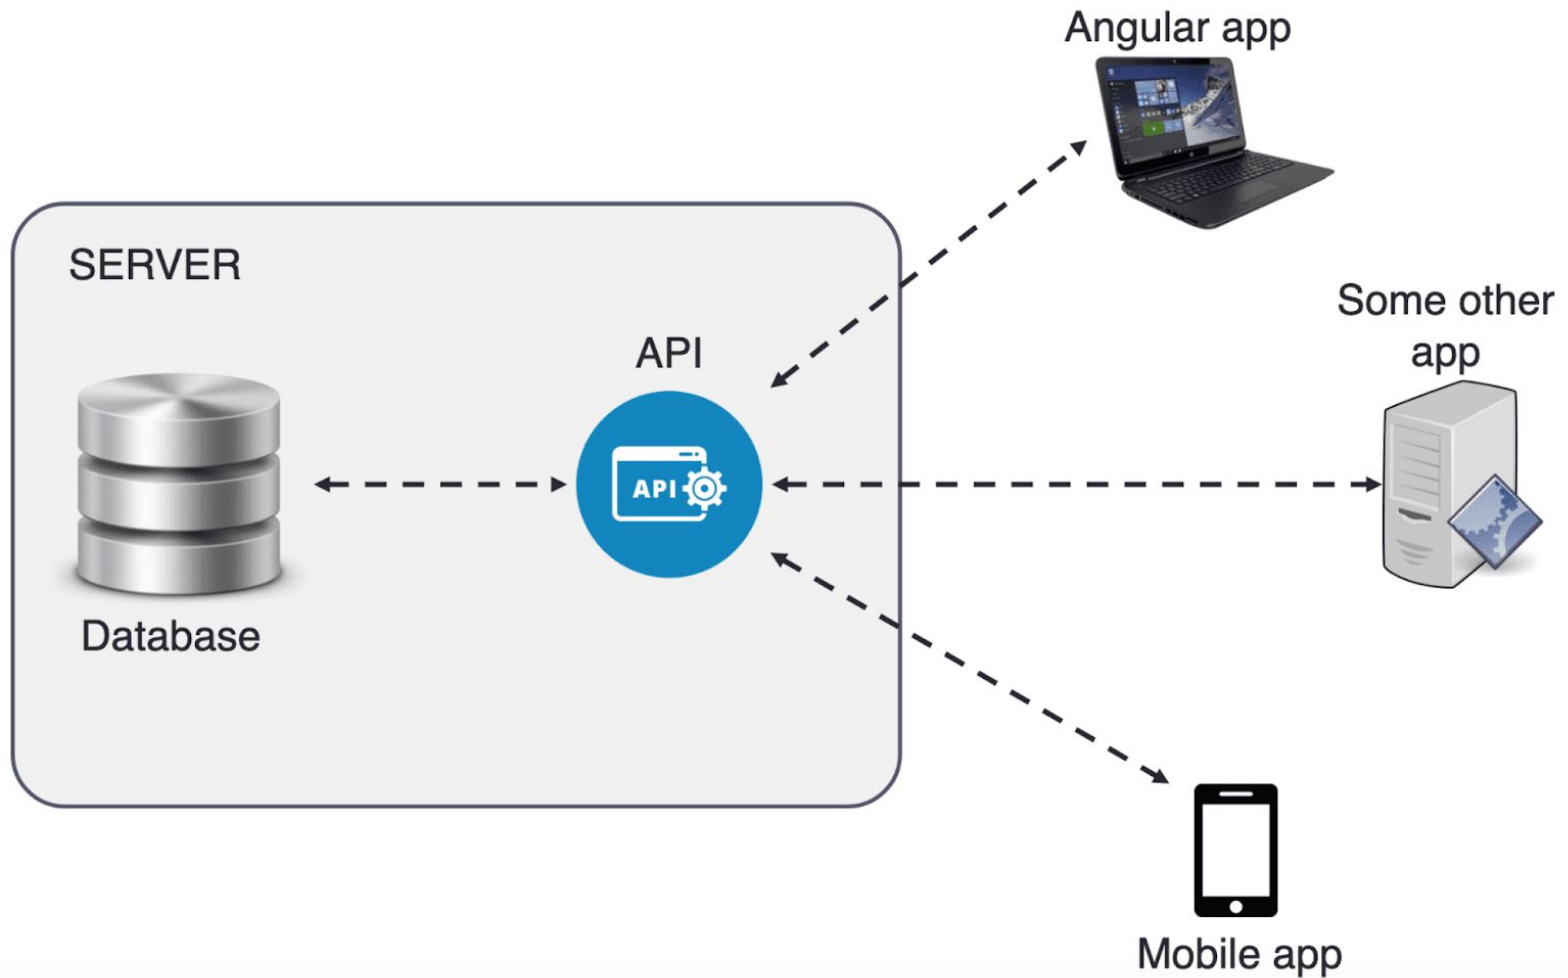 Angular app
SERVER
Some other
app
API
API
Database
Mobile app